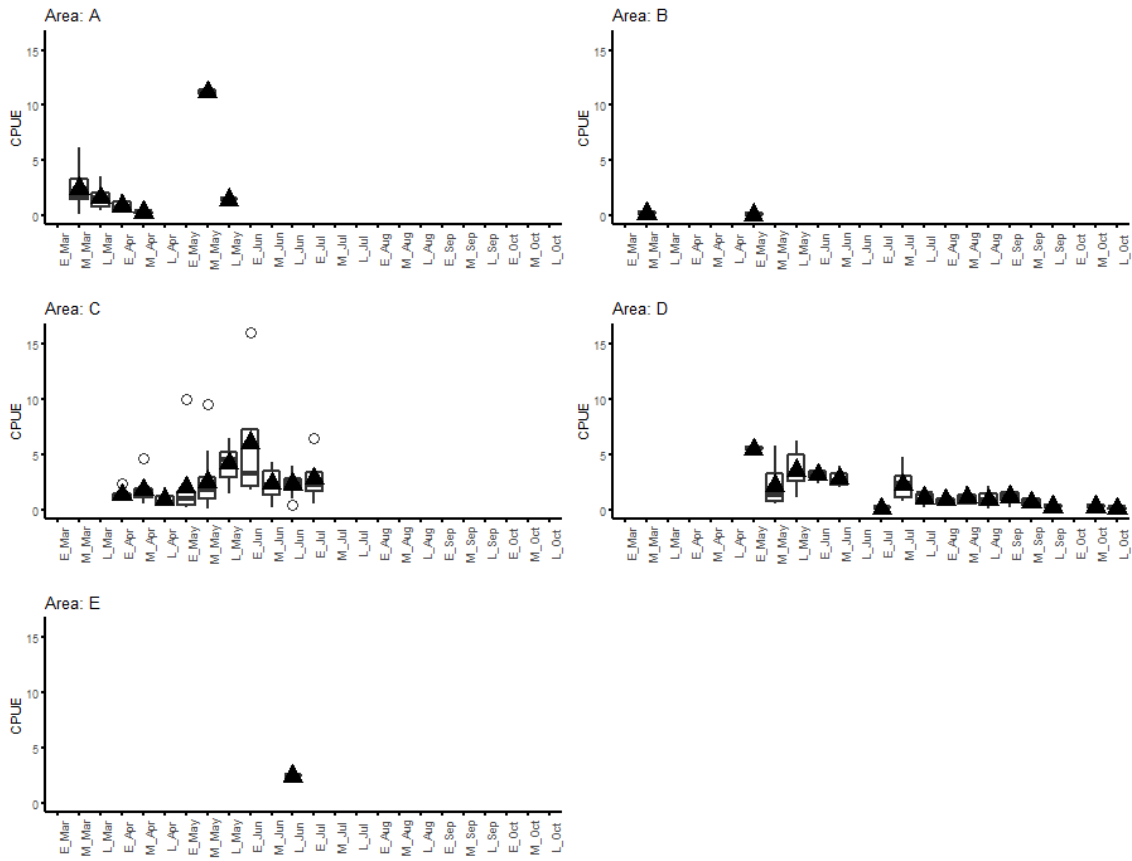 Area: A
15
10
5
0
CPUE
E_Mar M_Mar L_Mar E_Apr M_Apr L_Apr E_May M_May L_May E_Jun M_Jun L_Jun E_Jul M_Jul L_Jul E_Aug M_Aug L_Aug E_Sep M_Sep L_Sep E_Oct M_Oct L_Oct
Area: B
15
10
5
0
CPUE
E_Mar M_Mar L_Mar E_Apr M_Apr L_Apr E_May M_May L_May E_Jun M_Jun L_Jun E_Jul M_Jul L_Jul E_Aug M_Aug L_Aug E_Sep M_Sep L_Sep E_Oct M_Oct L_Oct
Area: C
15
10
5
0
CPUE
E_Mar M_Mar L_Mar E_Apr M_Apr L_Apr E_May M_May L_May E_Jun M_Jun L_Jun E_Jul M_Jul L_Jul E_Aug M_Aug L_Aug E_Sep M_Sep L_Sep E_Oct M_Oct L_Oct
Area: D
15
10
5
0
CPUE
E_Mar M_Mar L_Mar E_Apr M_Apr L_Apr E_May M_May L_May E_Jun M_Jun L_Jun E_Jul M_Jul L_Jul E_Aug M_Aug L_Aug E_Sep M_Sep L_Sep E_Oct M_Oct L_Oct
Area: E
15
10
5
0
CPUE
E_Mar M_Mar L_Mar E_Apr M_Apr L_Apr E_May M_May L_May E_Jun M_Jun L_Jun E_Jul M_Jul L_Jul E_Aug M_Aug L_Aug E_Sep M_Sep L_Sep E_Oct M_Oct L_Oct